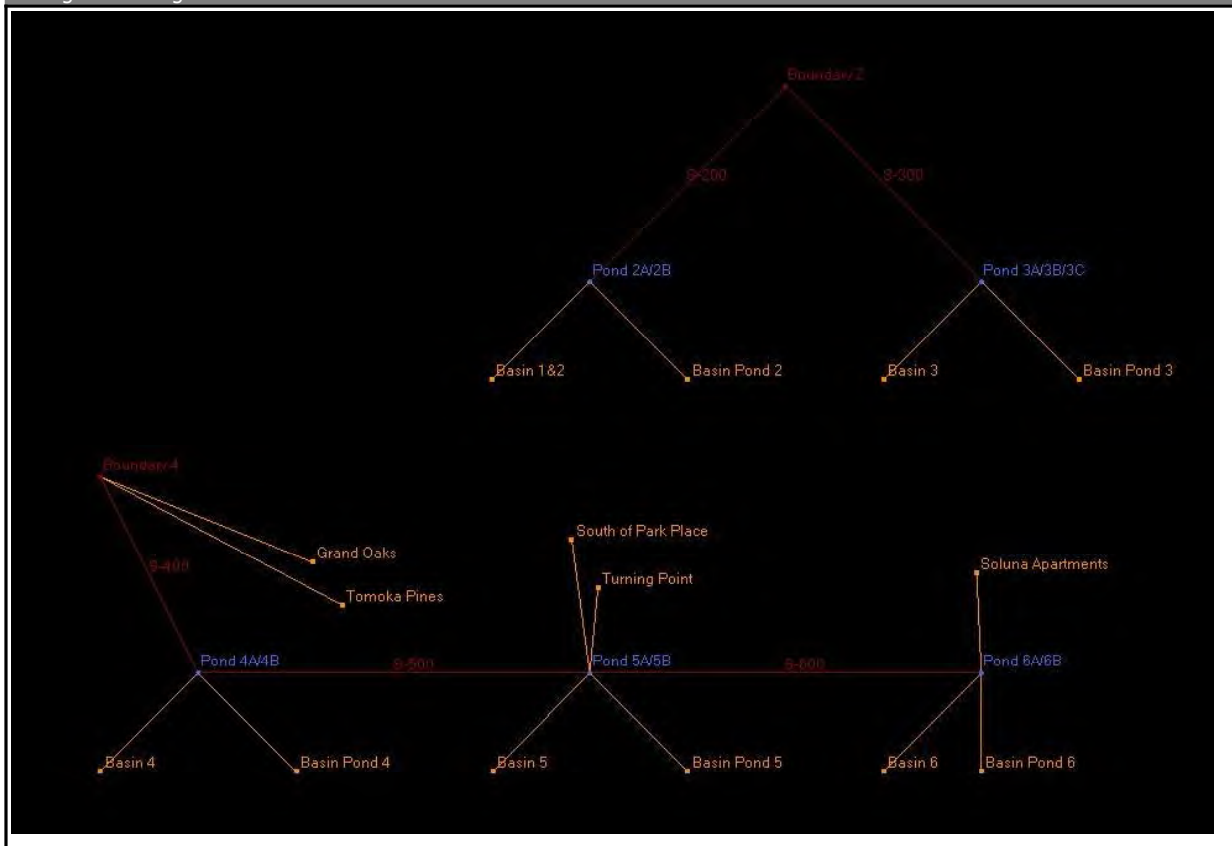 Boundary 2
S-200
S-300
Pond 2A/2B
Pond 3A/3B/3C
Basin 1&2
Basin Pond 2
Basin 3
Basin Pond 3
Boundary 4
South of Park Place
Grand Oaks
Soluna Apartments
S-400
Turning Point
Tomoka Pines
Pond 4A/4B
S-500
Pond 5A/5B
S-600
Pond 6A/6B
Basin 4
Basin Pond 4
Basin 5
Basin Pond 5
Basin 6
Basin Pond 6